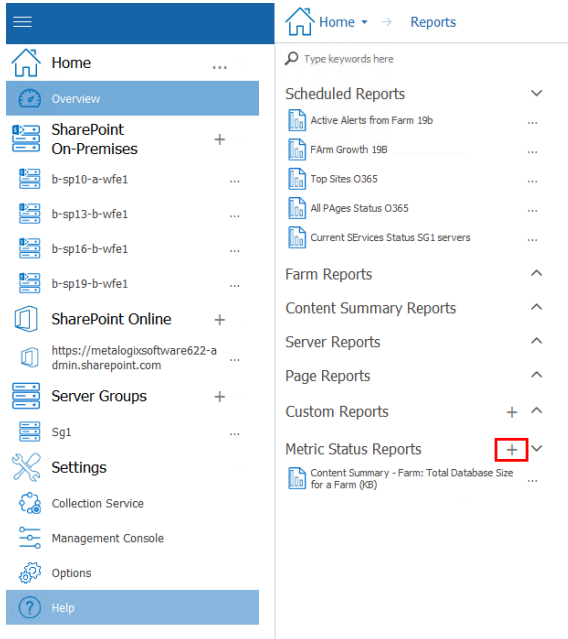 Home
...
Overview
SharePoint
On-Premises
+
b-sp10-a-wfe1
...
b-sp13-b-wfe1
...
b-sp16-b-wfe1
...
b-sp19-b-wfe1
...
SharePoint Online
+
https://metalogixsoftware622-a
dmin.sharepoint.com
...
Server Groups
+
Sg1
...
Settings
Collection Service
Management Console
Options
? Help
Home → Reports
Type keywords here
Scheduled Reports
Active Alerts from Farm 19b
...
FArm Growth 19B
...
Top Sites O365
...
All PAges Status O365
...
Current SErvices Status SG1 servers
...
Farm Reports
Content Summary Reports
Server Reports
Page Reports
Custom Reports
+
Metric Status Reports
+
Content Summary - Farm: Total Database Size
for a Farm (KB)
...